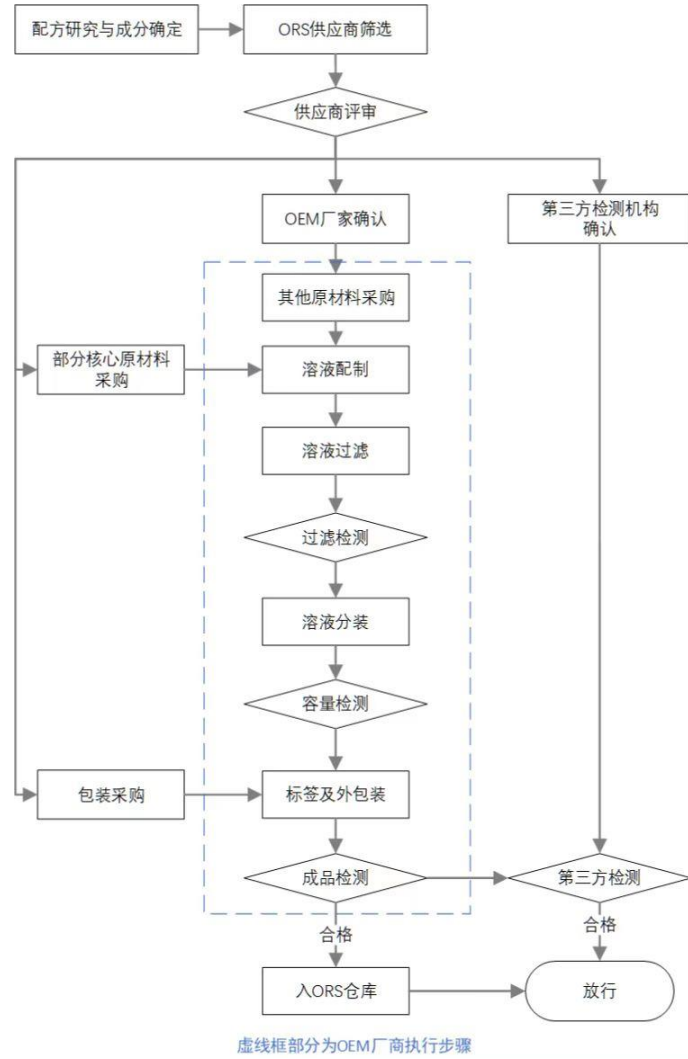 配方研究与成分确定
ORS供应商筛选
供应商评审
OEM厂家确认
第三方检测机构
确认
其他原材料采购
部分核心原材料
采购
溶液配制
溶液过滤
过滤检测
溶液分装
容量检测
包装采购
标签及外包装
成品检测
第三方检测
合格
合格
入ORS仓库
放行
虚线框部分为OEM厂商执行步骤